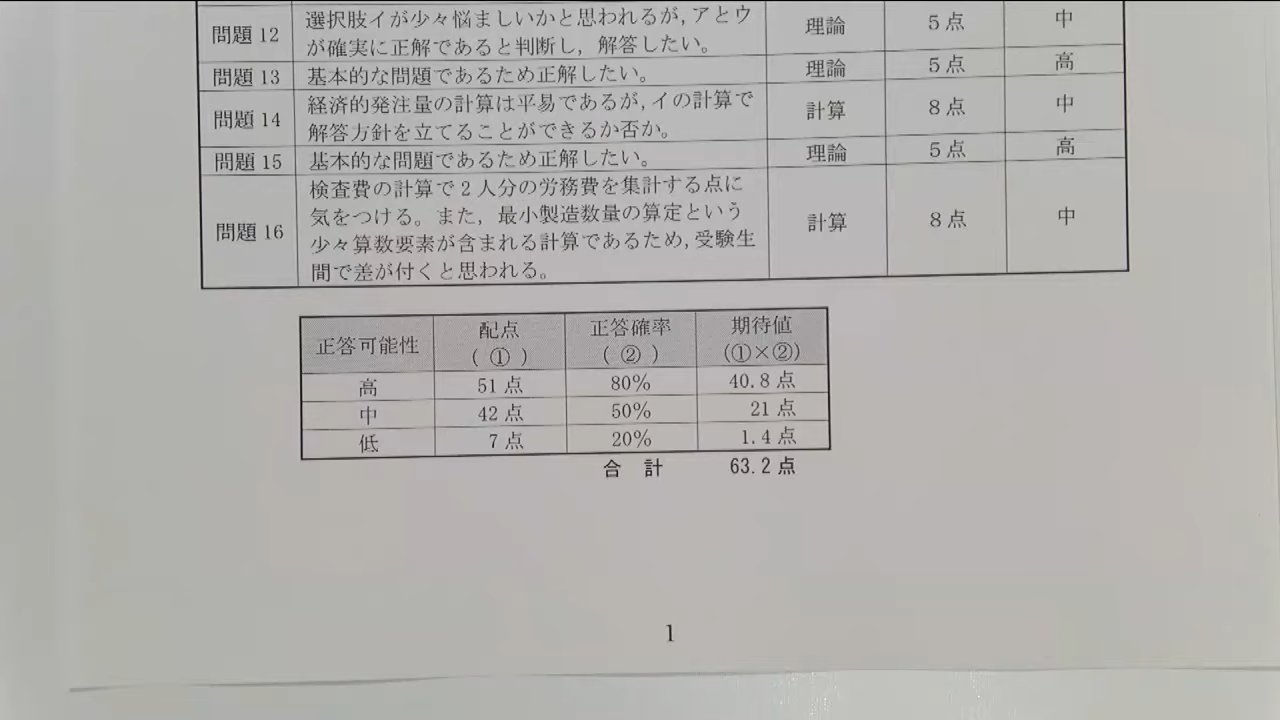 問題12 選択肢イが少々悩ましいかと思われるが,アとウ 理論 5点 中
が確実に正解であると判断し,解答したい。
問題13 基本的な問題であるため正解したい。 理論 5点 高
問題14 経済的発注量の計算は平易であるが,イの計算で 計算 8点 中
解答方針を立てることができるか否か。
問題15 基本的な問題であるため正解したい。 理論 5点 高
問題16 検査費の計算で2人分の労務費を集計する点に 計算 8点 中
気をつける。また,最小製造数量の算定という
少々算数要素が含まれる計算であるため,受験生
間で差が付くと思われる。
正答可能性 配点 正答確率 期待値
(①) (②) (①×②)
高 51点 80% 40.8点
中 42点 50% 21点
低 7点 20% 1.4点
合計 63.2点
1